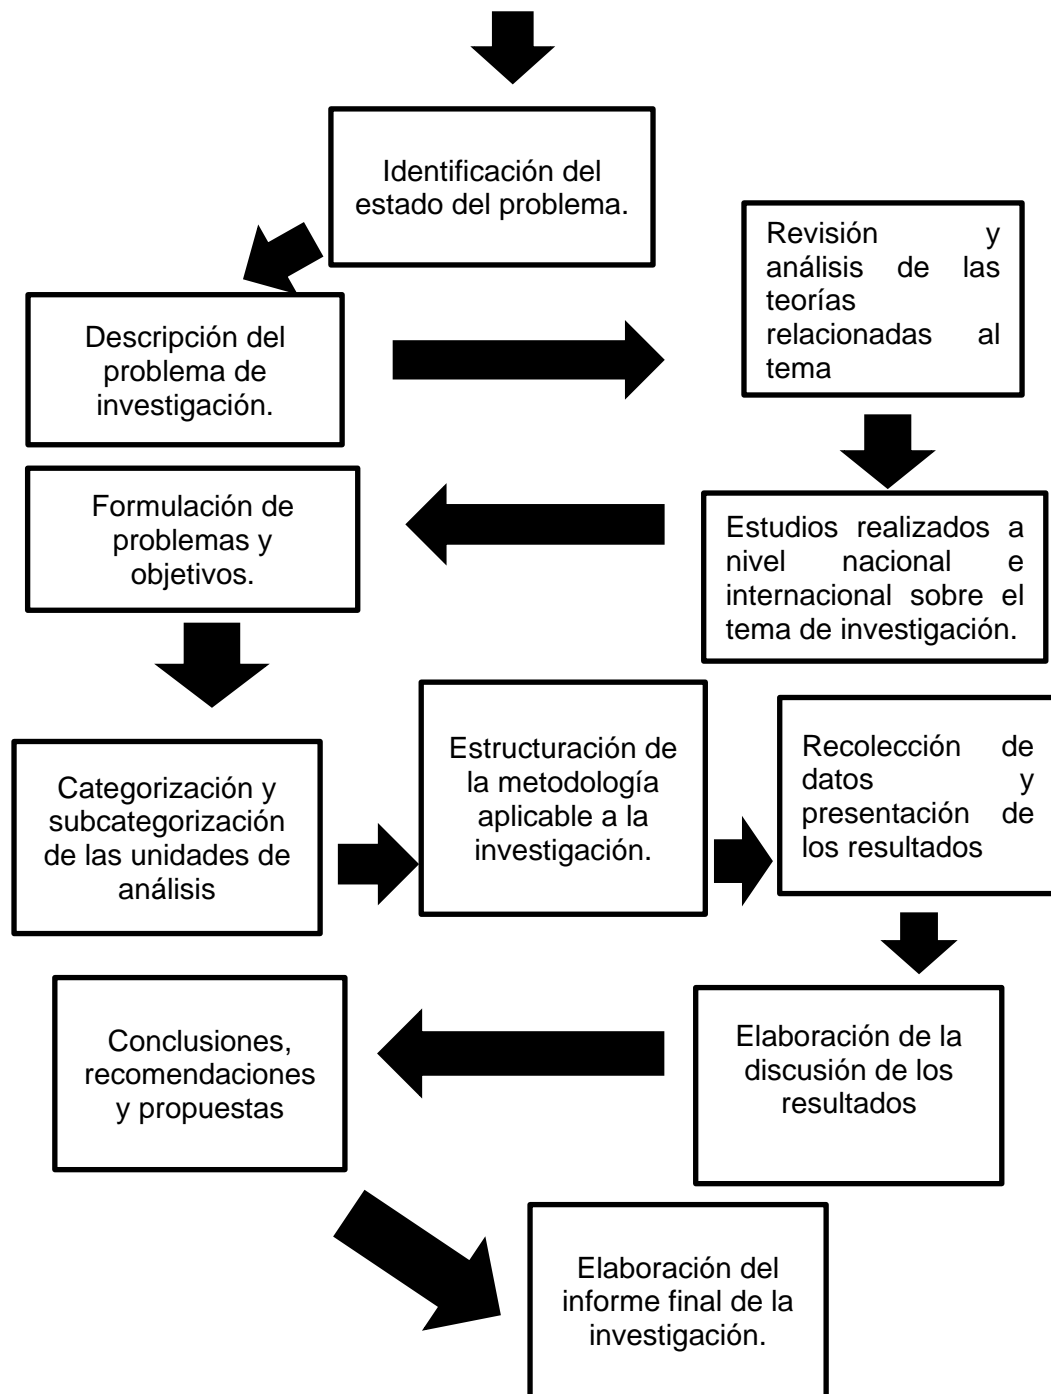 Identificación del
estado del problema.
Descripción del
problema de
investigación.
Revisión y
análisis de las
teorías
relacionadas al
tema
Estudios realizados a
nivel nacional e
internacional sobre el
tema de investigación.
Formulación de
problemas y
objetivos.
Categorización y
subcategorización
de las unidades de
análisis
Estructuración de
la metodología
aplicable a la
investigación.
Recolección de
datos y
presentación de
los resultados
Elaboración de la
discusión de los
resultados
Conclusiones,
recomendaciones
y propuestas
Elaboración del
informe final de la
investigación.